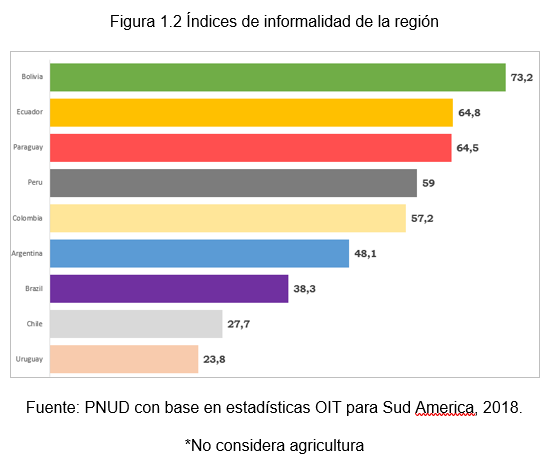 Figura 1.2 Índices de informalidad de la región
Bolivia 73,2
Ecuador 64,8
Paraguay 64,5
Peru 59
Colombia 57,2
Argentina 48,1
Brazil 38,3
Chile 27,7
Uruguay 23,8
Fuente: PNUD con base en estadísticas OIT para Sud America, 2018.
*No considera agricultura